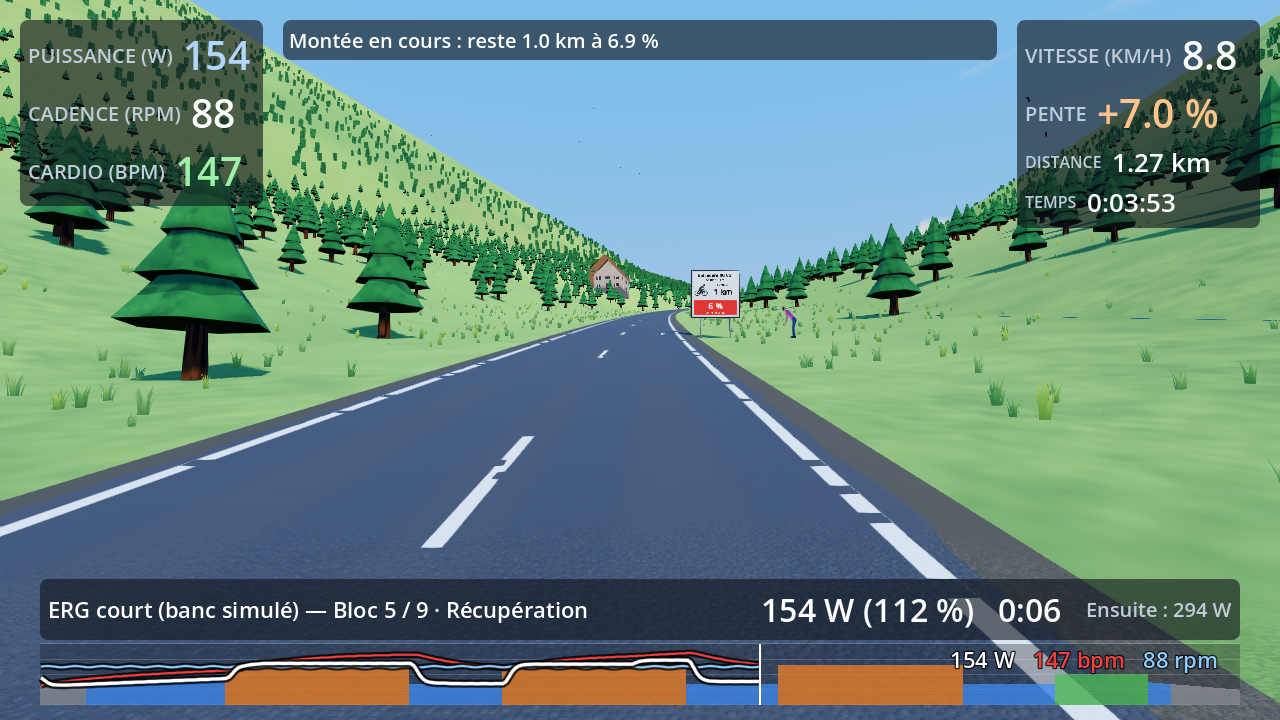 PUISSANCE (W) 154
CADENCE (RPM) 88
CARDIO (BPM) 147
Montée en cours : reste 1.0 km à 6.9 %
VITESSE (KM/H) 8.8
PENTE +7.0 %
DISTANCE 1.27 km
TEMPS 0:03:53
1 km
6 %
ERG court (banc simulé) — Bloc 5 / 9 · Récupération
154 W (112 %) 0:06 Ensuite : 294 W
154 W 147 bpm 88 rpm